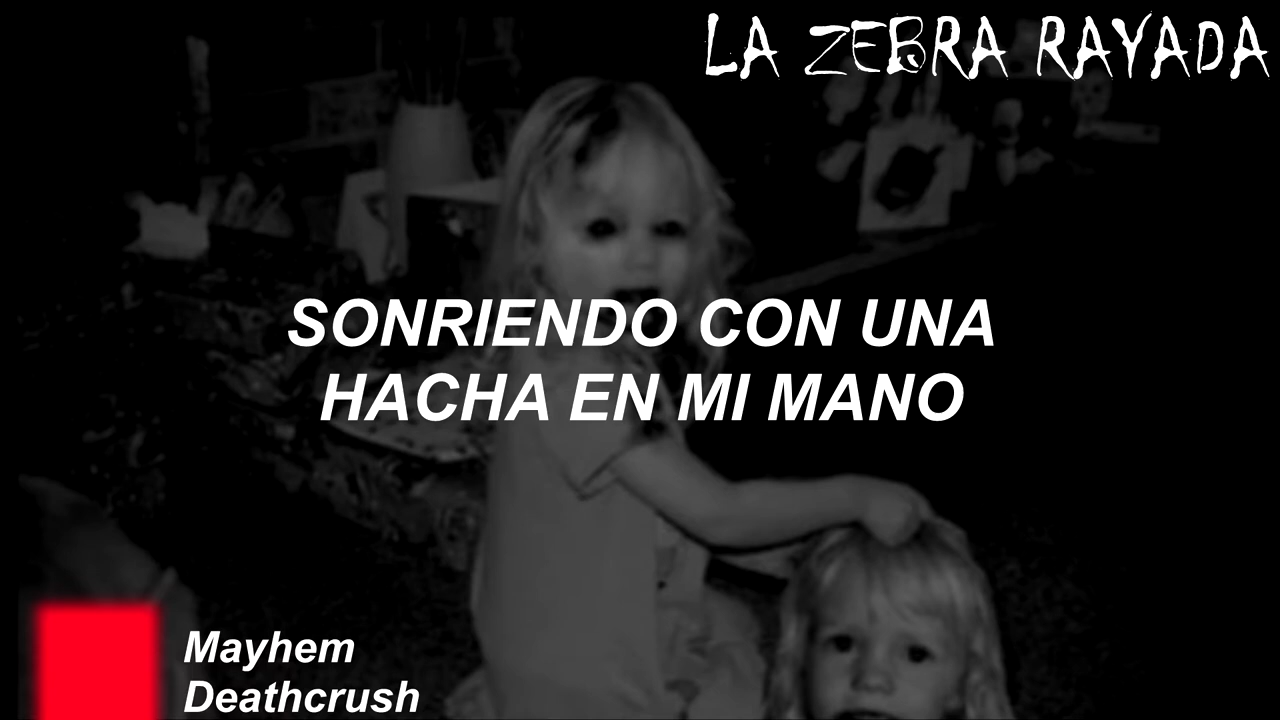 LA ZEBRA RAYADA
SONRIENDO CON UNA
HACHA EN MI MANO
Mayhem
Deathcrush